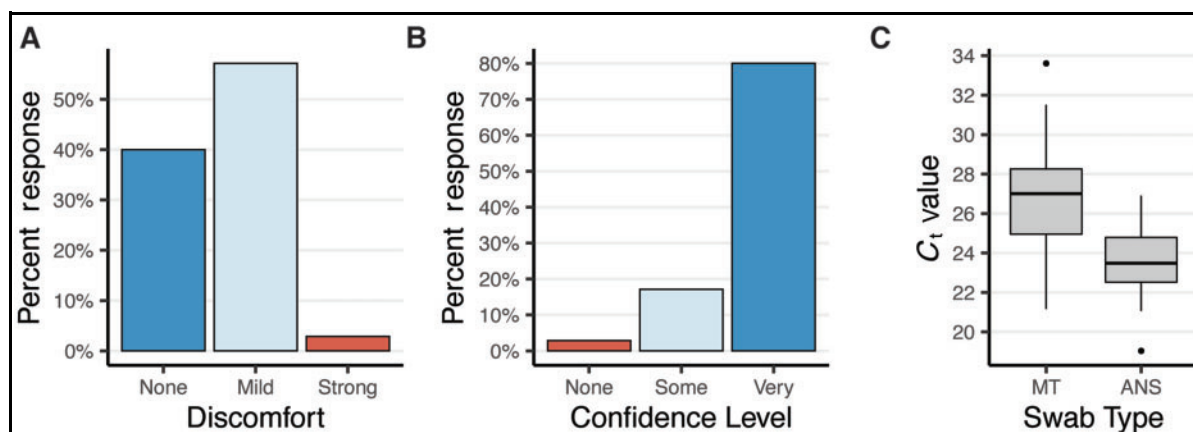 A
Percent response
50%
40%
30%
20%
10%
0%
None Mild Strong
Discomfort
B
Percent response
80%
70%
60%
50%
40%
30%
20%
10%
0%
None Some Very
Confidence Level
C
Ct value
34
32
30
28
26
24
22
20
MT ANS
Swab Type